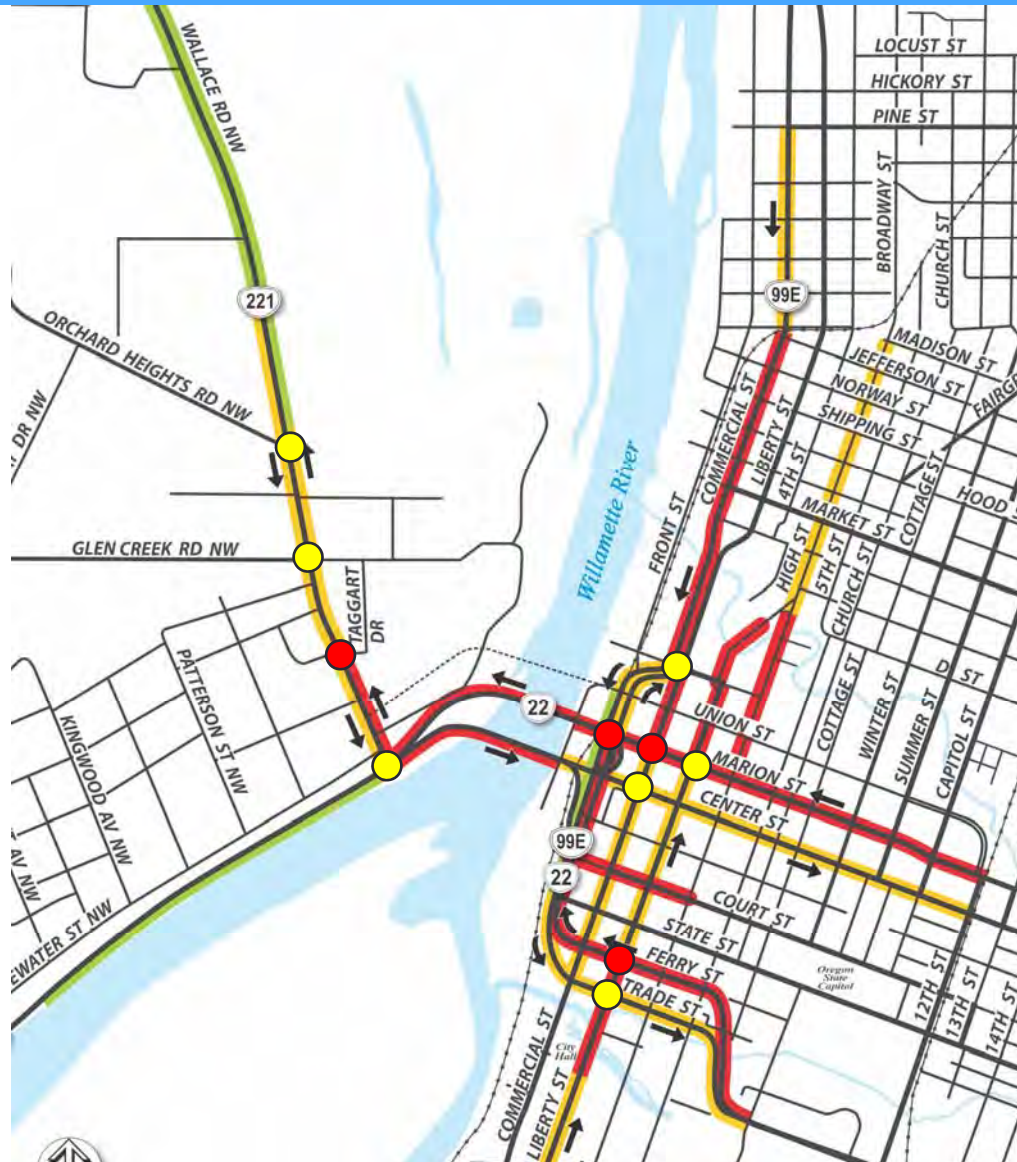 LOCUST ST
HICKORY ST
PINE ST
WALLACE RD NW
BROADWAY ST
CHURCH ST
221
99E
ORCHARD HEIGHTS RD NW
MADISON ST
JEFFERSON ST
NORWAY ST
SHIPPING ST
DR NW
COMMERCIAL ST
LIBERTY ST
4TH ST
COTTAGE ST
HOOD
MARKET ST
Willamette River
FRONT ST
GLEN CREEK RD NW
TAGGART
DR
HIGH ST
5TH ST
CHURCH ST
PATTERSON ST NW
D ST
COTTAGE ST
WINTER ST
SUMMER ST
CAPITOL ST
22
UNION ST
MARION ST
CENTER ST
KINGWOOD AV NW
AV NW
99E
22
COURT ST
STATE ST
FERRY ST
TRADE ST
EWATER ST NW
Oregon
State
Capitol
12TH ST
13TH ST
14TH ST
City
Hall
COMMERCIAL ST
LIBERTY ST